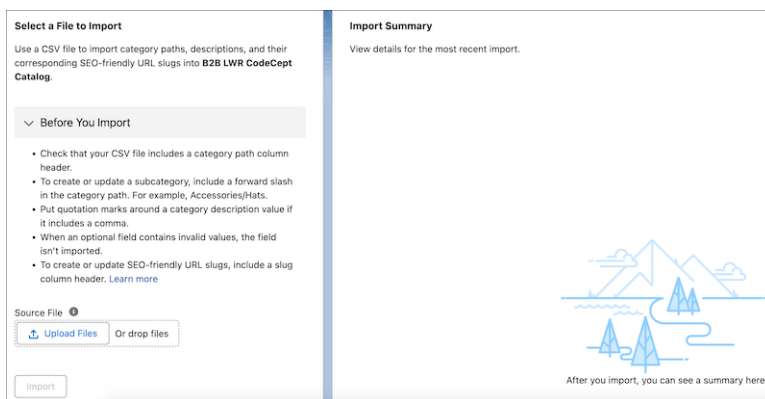 Select a File to Import
Use a CSV file to import category paths, descriptions, and their
corresponding SEO-friendly URL slugs into B2B LWR CodeCept
Catalog.
Before You Import
• Check that your CSV file includes a category path column
header.
• To create or update a subcategory, include a forward slash
in the category path. For example, Accessories/Hats.
• Put quotation marks around a category description value if
it includes a comma.
• When an optional field contains invalid values, the field
isn't imported.
• To create or update SEO-friendly URL slugs, include a slug
column header. Learn more
Source File
Upload Files Or drop files
Import
Import Summary
View details for the most recent import.
After you import, you can see a summary here